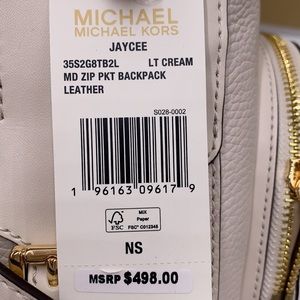 MICHAEL
MICHAEL KORS
JAYCEE
35S2G8TB2L LT CREAM
MD ZIP PKT BACKPACK
LEATHER
S028-0002
1 96163 09617 9
FSC
MIX
Paper
FSC® C012345
NS
MSRP $498.00